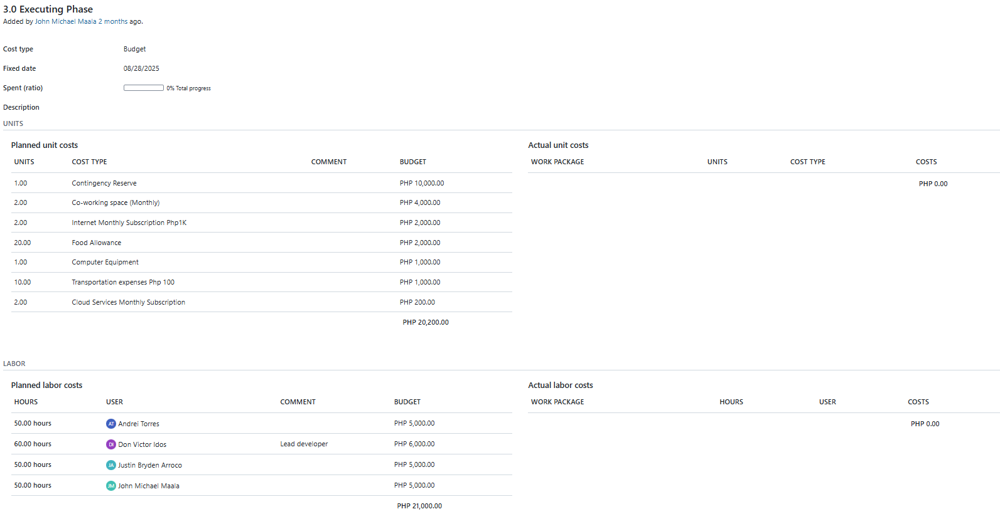 3.0 Executing Phase
Added by John Michael Maala 2 months ago.
Cost type Budget
Fixed date 08/28/2025
Spent (ratio) 0% Total progress
Description
UNITS
Planned unit costs
UNITS COST TYPE COMMENT BUDGET
1.00 Contingency Reserve PHP 10,000.00
2.00 Co-working space (Monthly) PHP 4,000.00
2.00 Internet Monthly Subscription Php1K PHP 2,000.00
20.00 Food Allowance PHP 2,000.00
1.00 Computer Equipment PHP 1,000.00
10.00 Transportation expenses Php 100 PHP 1,000.00
2.00 Cloud Services Monthly Subscription PHP 200.00
PHP 20,200.00
Actual unit costs
WORK PACKAGE UNITS COST TYPE COSTS
PHP 0.00
LABOR
Planned labor costs
HOURS USER COMMENT BUDGET
50.00 hours AT Andrei Torres PHP 5,000.00
60.00 hours DI Don Victor Idos Lead developer PHP 6,000.00
50.00 hours JA Justin Bryden Arroco PHP 5,000.00
50.00 hours JM John Michael Maala PHP 5,000.00
PHP 21,000.00
Actual labor costs
WORK PACKAGE HOURS USER COSTS
PHP 0.00